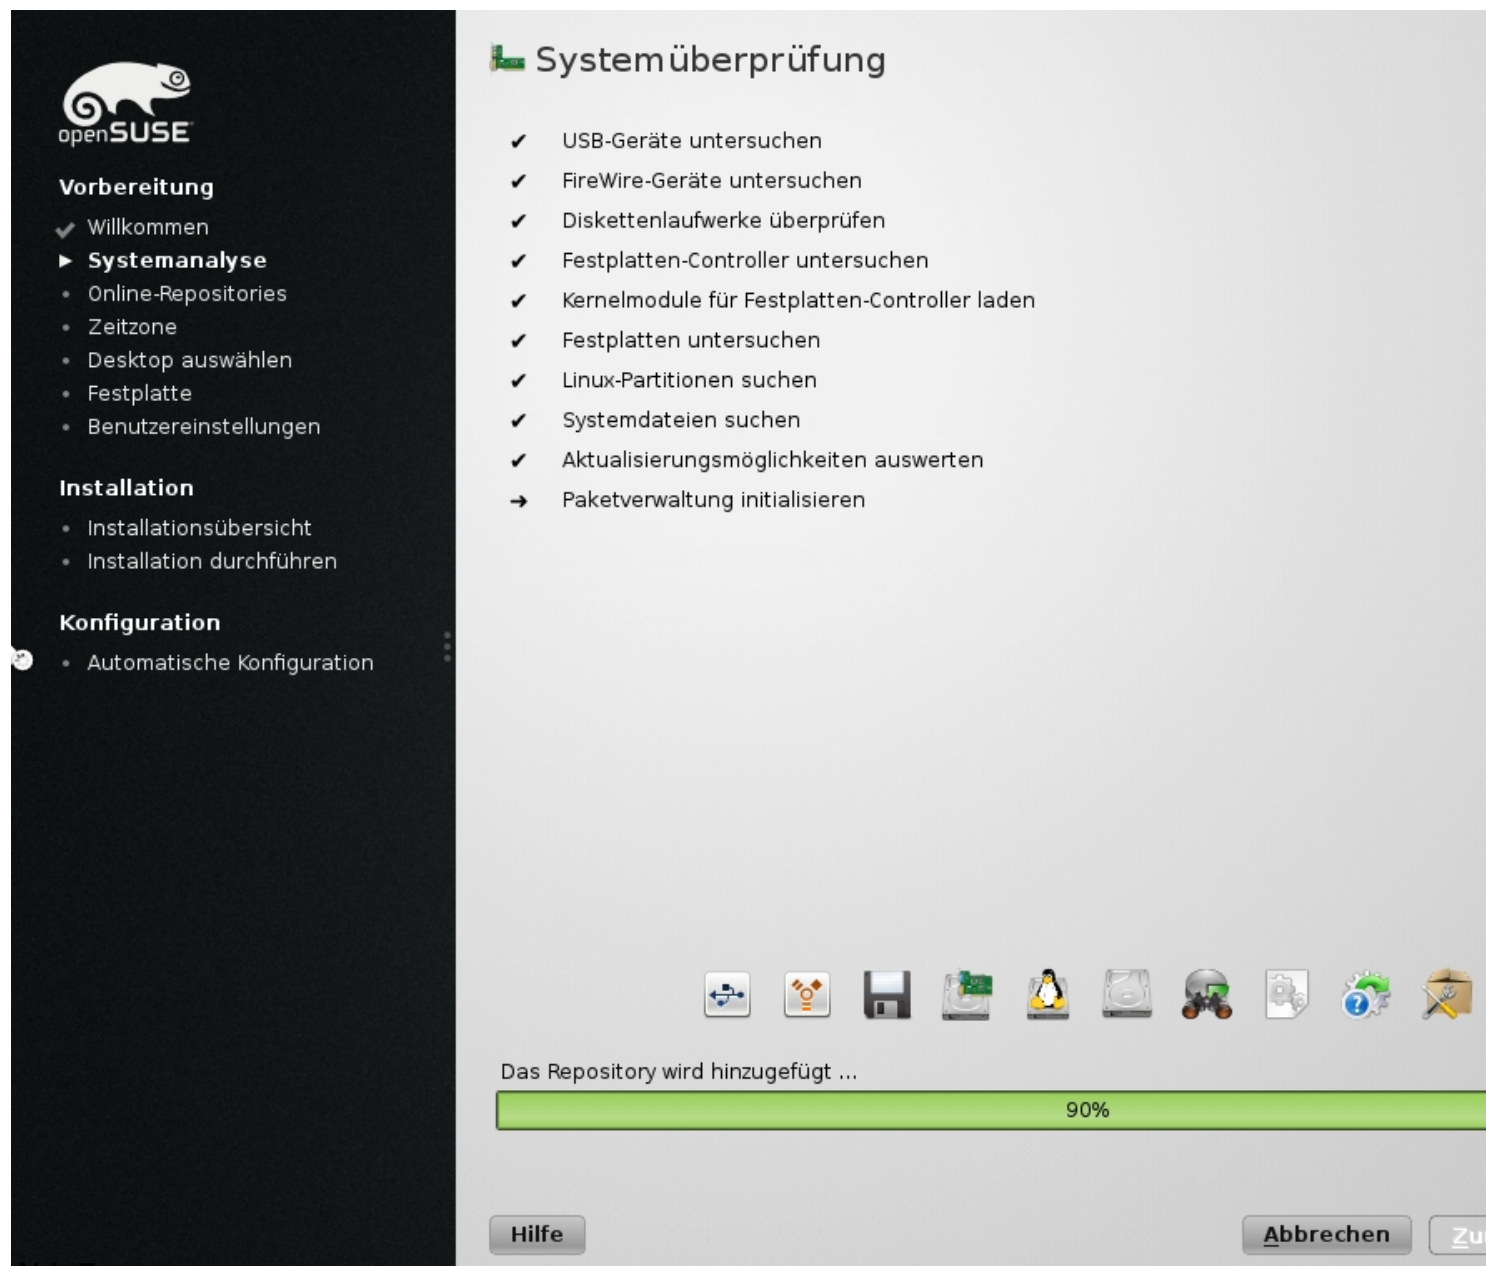 openSUSE
Vorbereitung
Willkommen
Systemanalyse
Online-Repositories
Zeitzone
Desktop auswählen
Festplatte
Benutzereinstellungen
Installation
Installationsübersicht
Installation durchführen
Konfiguration
Automatische Konfiguration
Systemüberprüfung
USB-Geräte untersuchen
FireWire-Geräte untersuchen
Diskettenlaufwerke überprüfen
Festplatten-Controller untersuchen
Kernelmodule für Festplatten-Controller laden
Festplatten untersuchen
Linux-Partitionen suchen
Systemdateien suchen
Aktualisierungsmöglichkeiten auswerten
Paketverwaltung initialisieren
Das Repository wird hinzugefügt ...
90%
Hilfe
Abbrechen